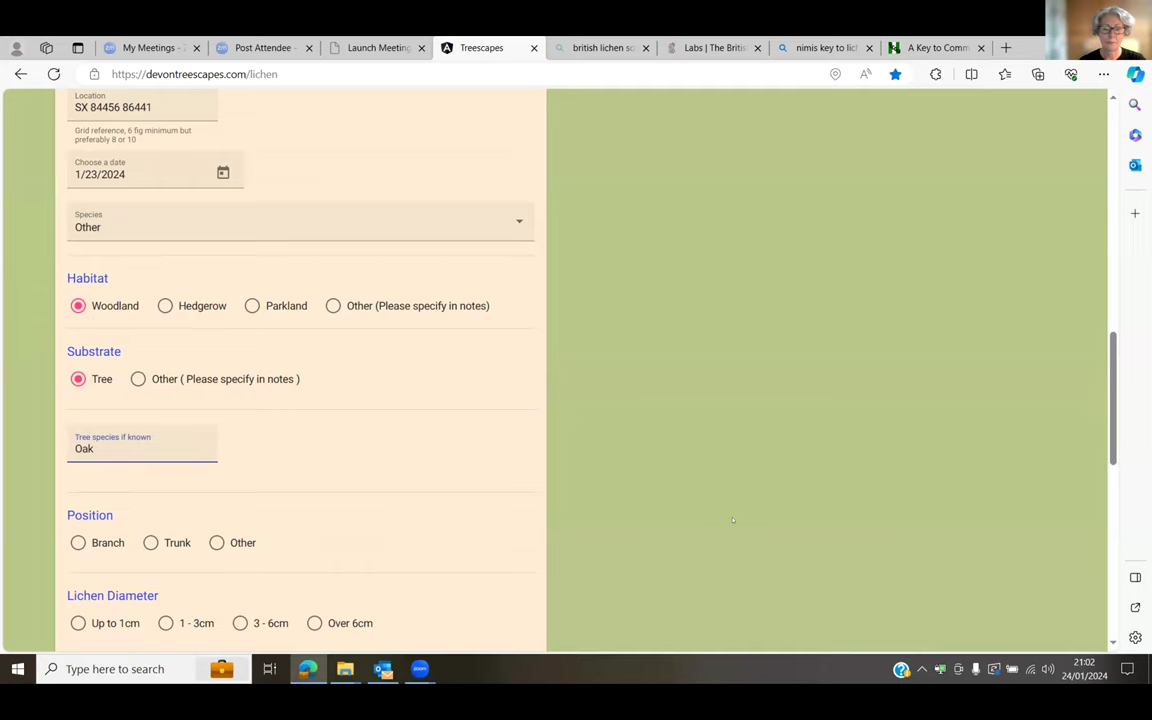 My Meetings - Z
Post Attendee -
Launch Meeting
Treescapes
british lichen so
Labs | The Britis
nimis key to lich
A Key to Comm
https://devontreescapes.com/lichen
Location
SX 84456 86441
Grid reference, 6 fig minimum but
preferably 8 or 10
Choose a date
1/23/2024
Species
Other
Habitat
Woodland Hedgerow Parkland Other (Please specify in notes)
Substrate
Tree Other ( Please specify in notes )
Tree species if known
Oak
Position
Branch Trunk Other
Lichen Diameter
Up to 1cm 1 - 3cm 3 - 6cm Over 6cm
Type here to search
21:02
24/01/2024